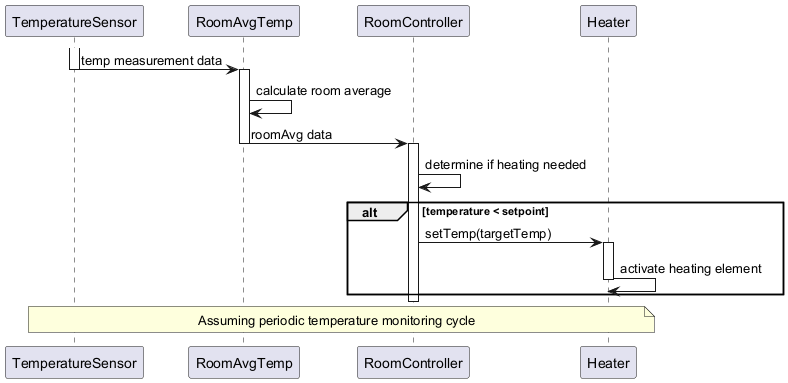 TemperatureSensor RoomAvgTemp RoomController Heater
temp measurement data
calculate room average
roomAvg data
determine if heating needed
alt [temperature < setpoint]
setTemp(targetTemp)
activate heating element
Assuming periodic temperature monitoring cycle
TemperatureSensor RoomAvgTemp RoomController Heater